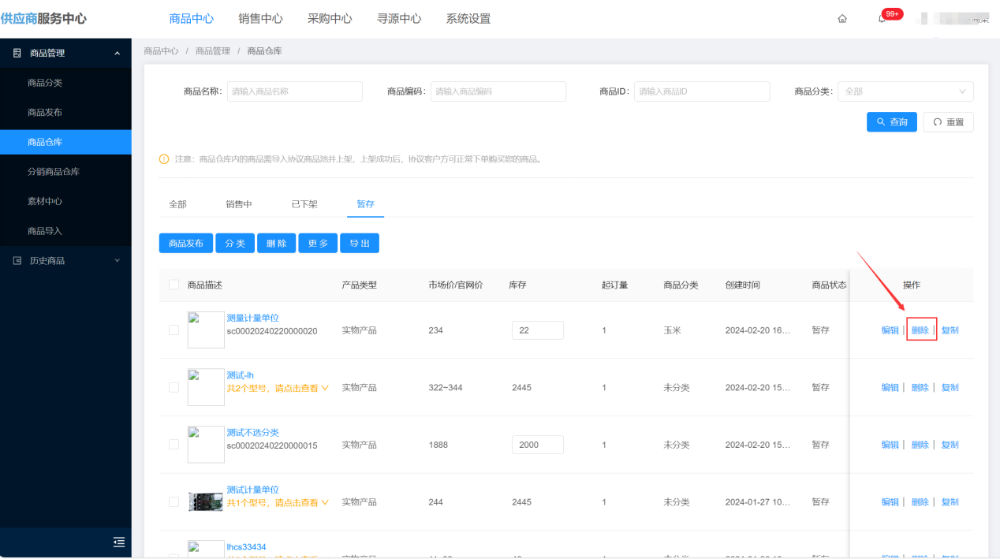 供应商服务中心 商品中心 销售中心 采购中心 寻源中心 系统设置 99+
商品管理
商品分类
商品发布
商品仓库
分销商品仓库
素材中心
商品导入
历史商品
商品中心 / 商品管理 / 商品仓库
商品名称: 请输入商品名称 商品编码: 请输入商品编码 商品ID: 请输入商品ID 商品分类: 全部
查询 重置
注意：商品仓库内的商品需导入协议商品池并上架，上架成功后，协议客户方可正常下单购买您的商品。
全部 销售中 已下架 暂存
商品发布 分类 删除 更多 导出
商品描述 产品类型 市场价/官网价 库存 起订量 商品分类 创建时间 商品状态 操作
测量计量单位
sc00020240220000020 实物产品 234 22 1 玉米 2024-02-20 16... 暂存 编辑 | 删除 | 复制
测试-lh
共2个型号，请点击查看 实物产品 322~344 2445 1 未分类 2024-02-20 15... 暂存 编辑 | 删除 | 复制
测试不选分类
sc00020240220000015 实物产品 1888 2000 1 未分类 2024-02-20 15... 暂存 编辑 | 删除 | 复制
测试计量单位
共1个型号，请点击查看 实物产品 244 2445 1 未分类 2024-01-27 10... 暂存 编辑 | 删除 | 复制
lhcs33434